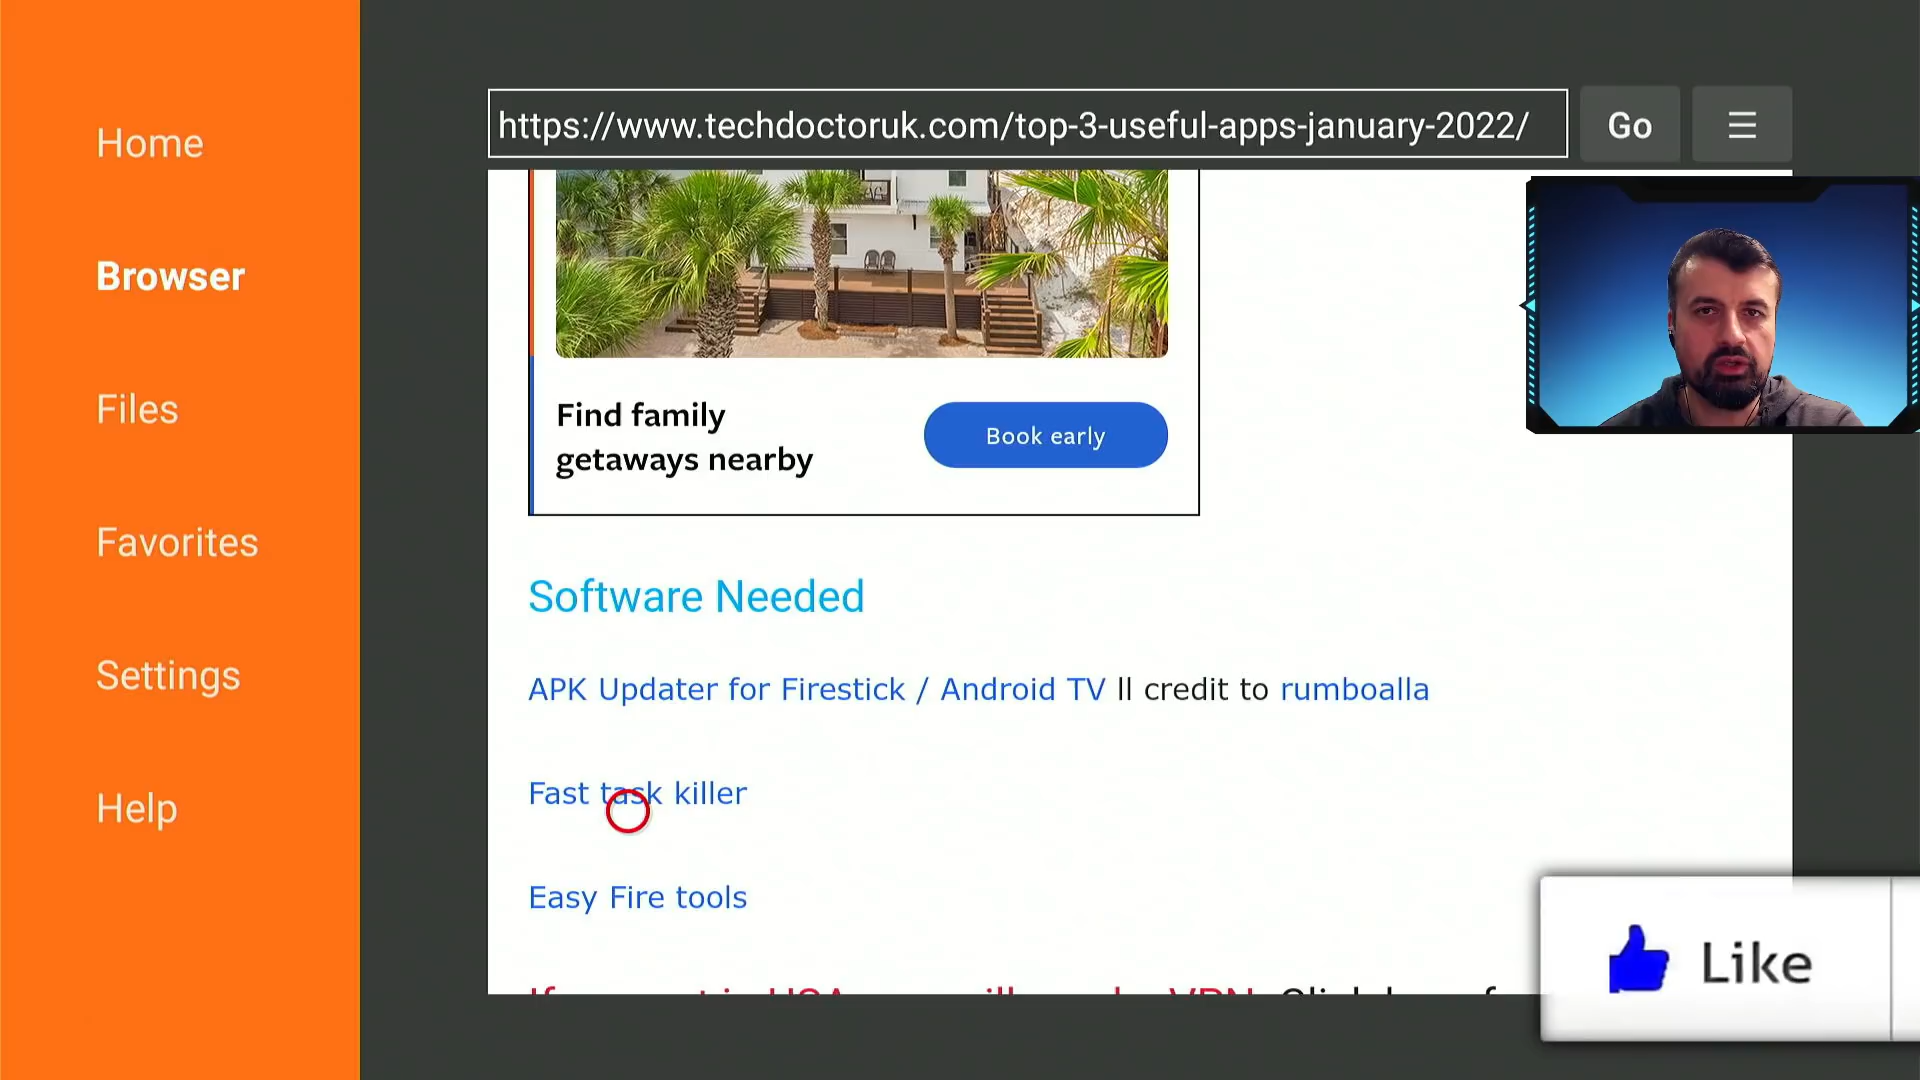 Home
Browser
Files
Favorites
Settings
Help
https://www.techdoctoruk.com/top-3-useful-apps-january-2022/
Go
Find family
getaways nearby
Book early
Software Needed
APK Updater for Firestick / Android TV ll credit to rumboalla
Fast task killer
Easy Fire tools
Like